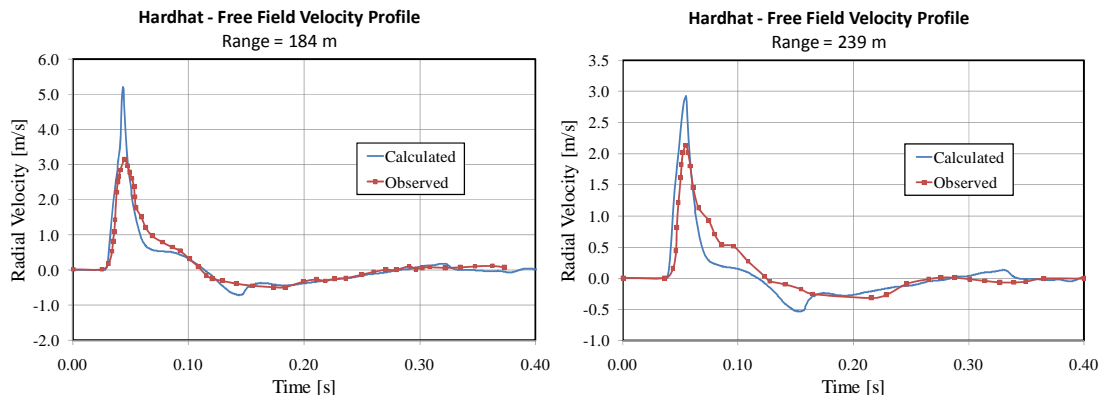 Hardhat - Free Field Velocity Profile
Range = 184 m
6.0
5.0
4.0
3.0
2.0
1.0
0.0
-1.0
-2.0
Radial Velocity [m/s]
Calculated
Observed
0.00 0.10 0.20 0.30 0.40
Time [s]
Hardhat - Free Field Velocity Profile
Range = 239 m
3.5
3.0
2.5
2.0
1.5
1.0
0.5
0.0
-0.5
-1.0
Radial Velocity [m/s]
Calculated
Observed
0.00 0.10 0.20 0.30 0.40
Time [s]